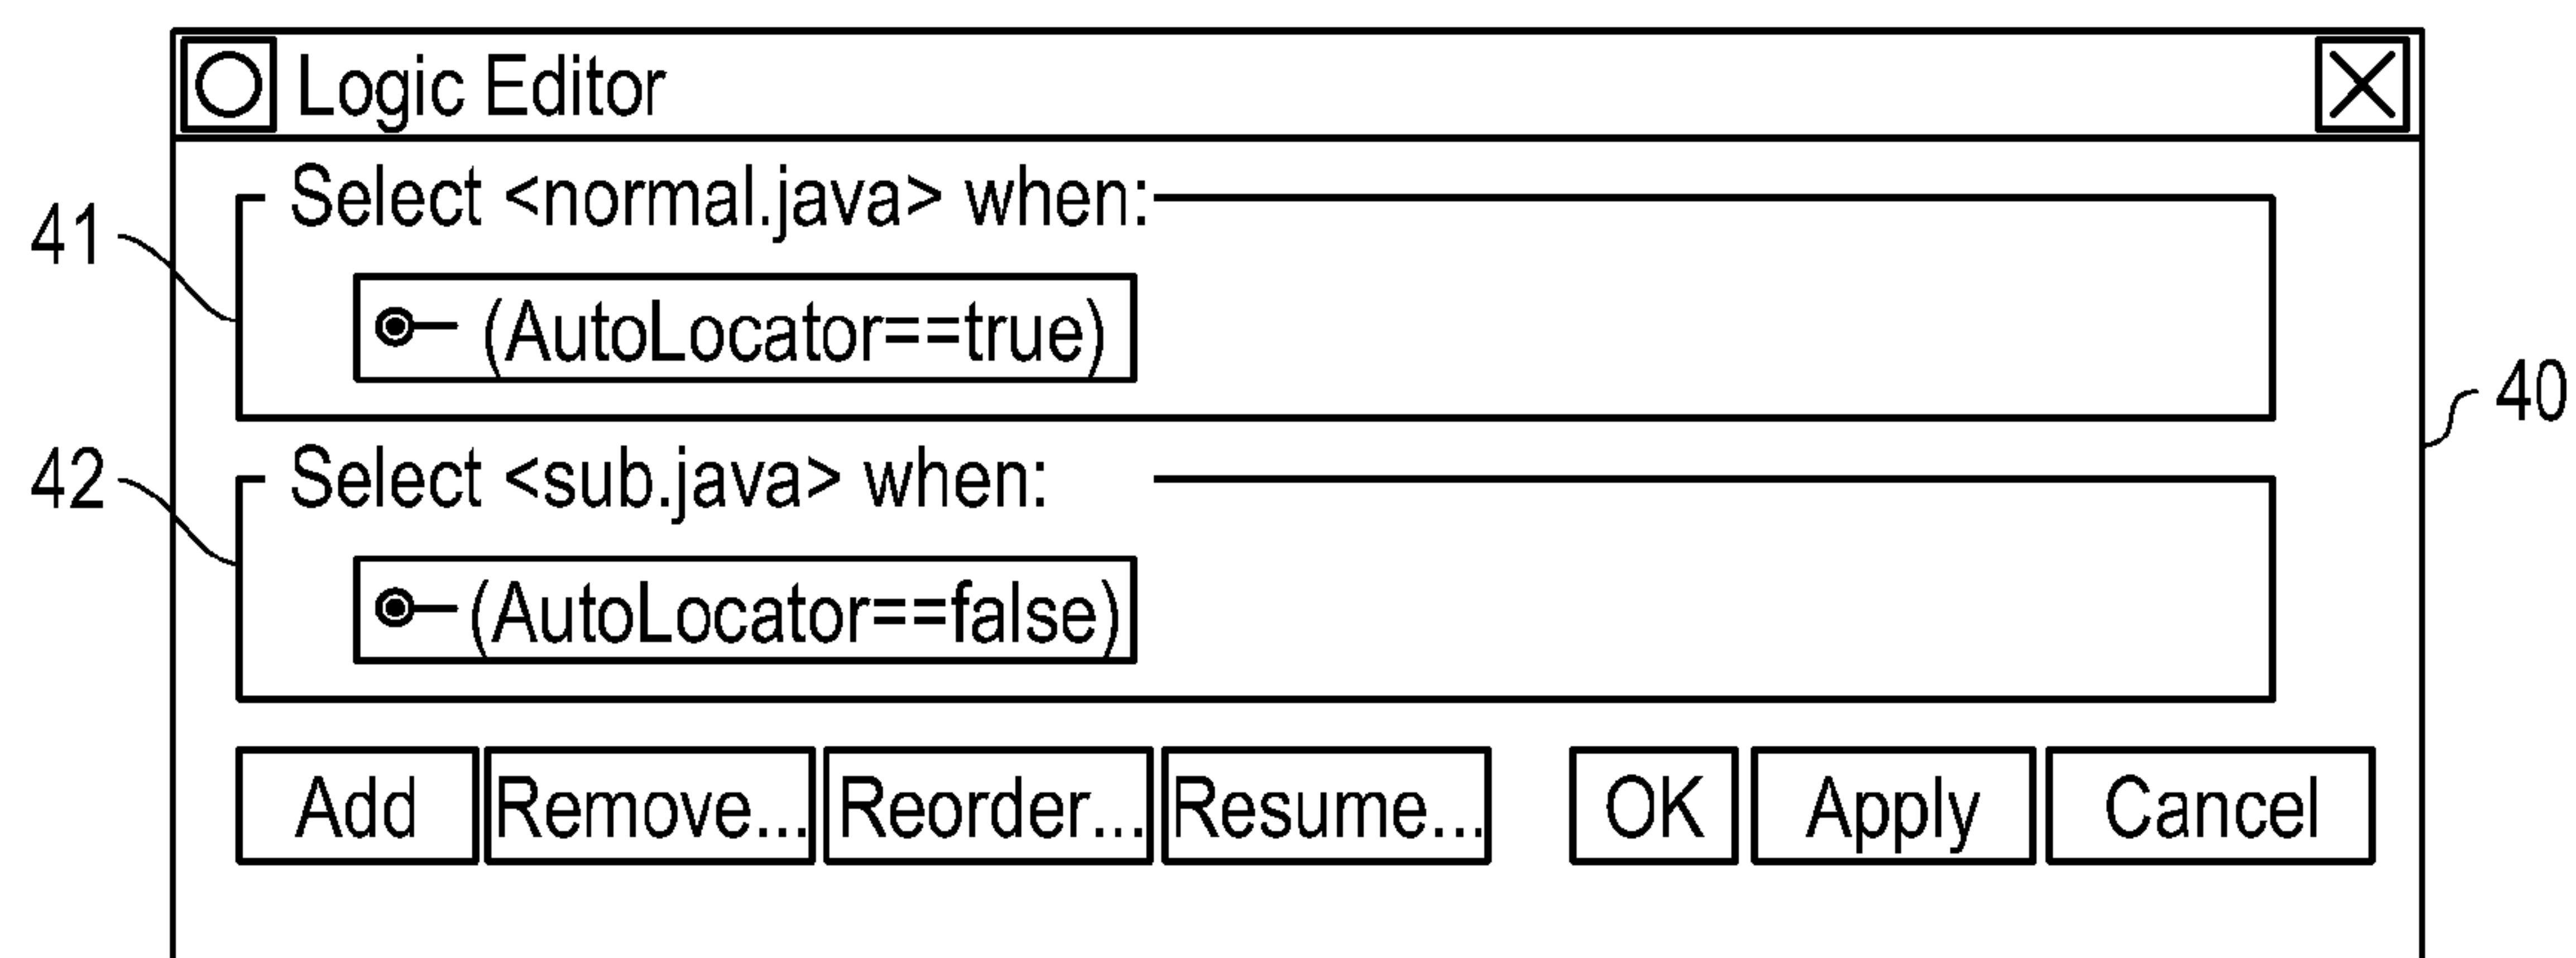 Logic Editor
Select <normal.java> when:
41
(AutoLocator==true)
40
Select <sub.java> when:
42
(AutoLocator==false)
Add Remove... Reorder... Resume... OK Apply Cancel